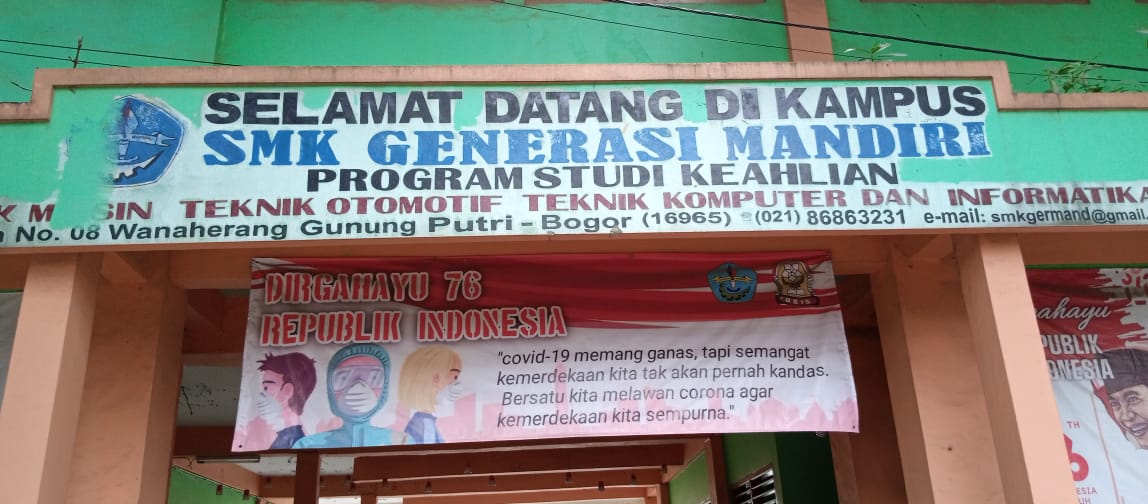 SELAMAT DATANG DI KAMPUS
SMK GENERASI MANDIRI
PROGRAM STUDI KEAHLIAN
TEKNIK OTOMOTIF TEKNIK KOMPUTER DAN INFORMATIKA
No. 08 Wanaherang Gunung Putri - Bogor (16965) (021) 86863231 e-mail: smkgermand@gmail
DIRGAHAYU 76
REPUBLIK INDONESIA
OSIS
"covid-19 memang ganas, tapi semangat
kemerdekaan kita tak akan pernah kandas.
Bersatu kita melawan corona agar
kemerdekaan kita sempurna."
TH